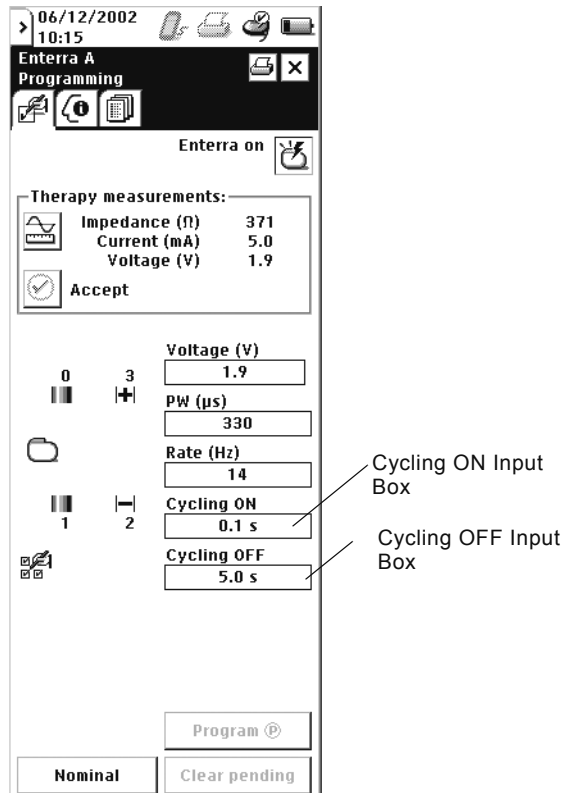 06/12/2002
10:15
Enterra A
Programming
Enterra on
Therapy measurements:
Impedance (Ω) 371
Current (mA) 5.0
Voltage (V) 1.9
Accept
Voltage (V)
1.9
0 3
PW (µs)
330
Rate (Hz)
14
Cycling ON
0.1 s
1 2
Cycling OFF
5.0 s
Cycling ON Input
Box
Cycling OFF Input
Box
Program Ⓟ
Nominal
Clear pending